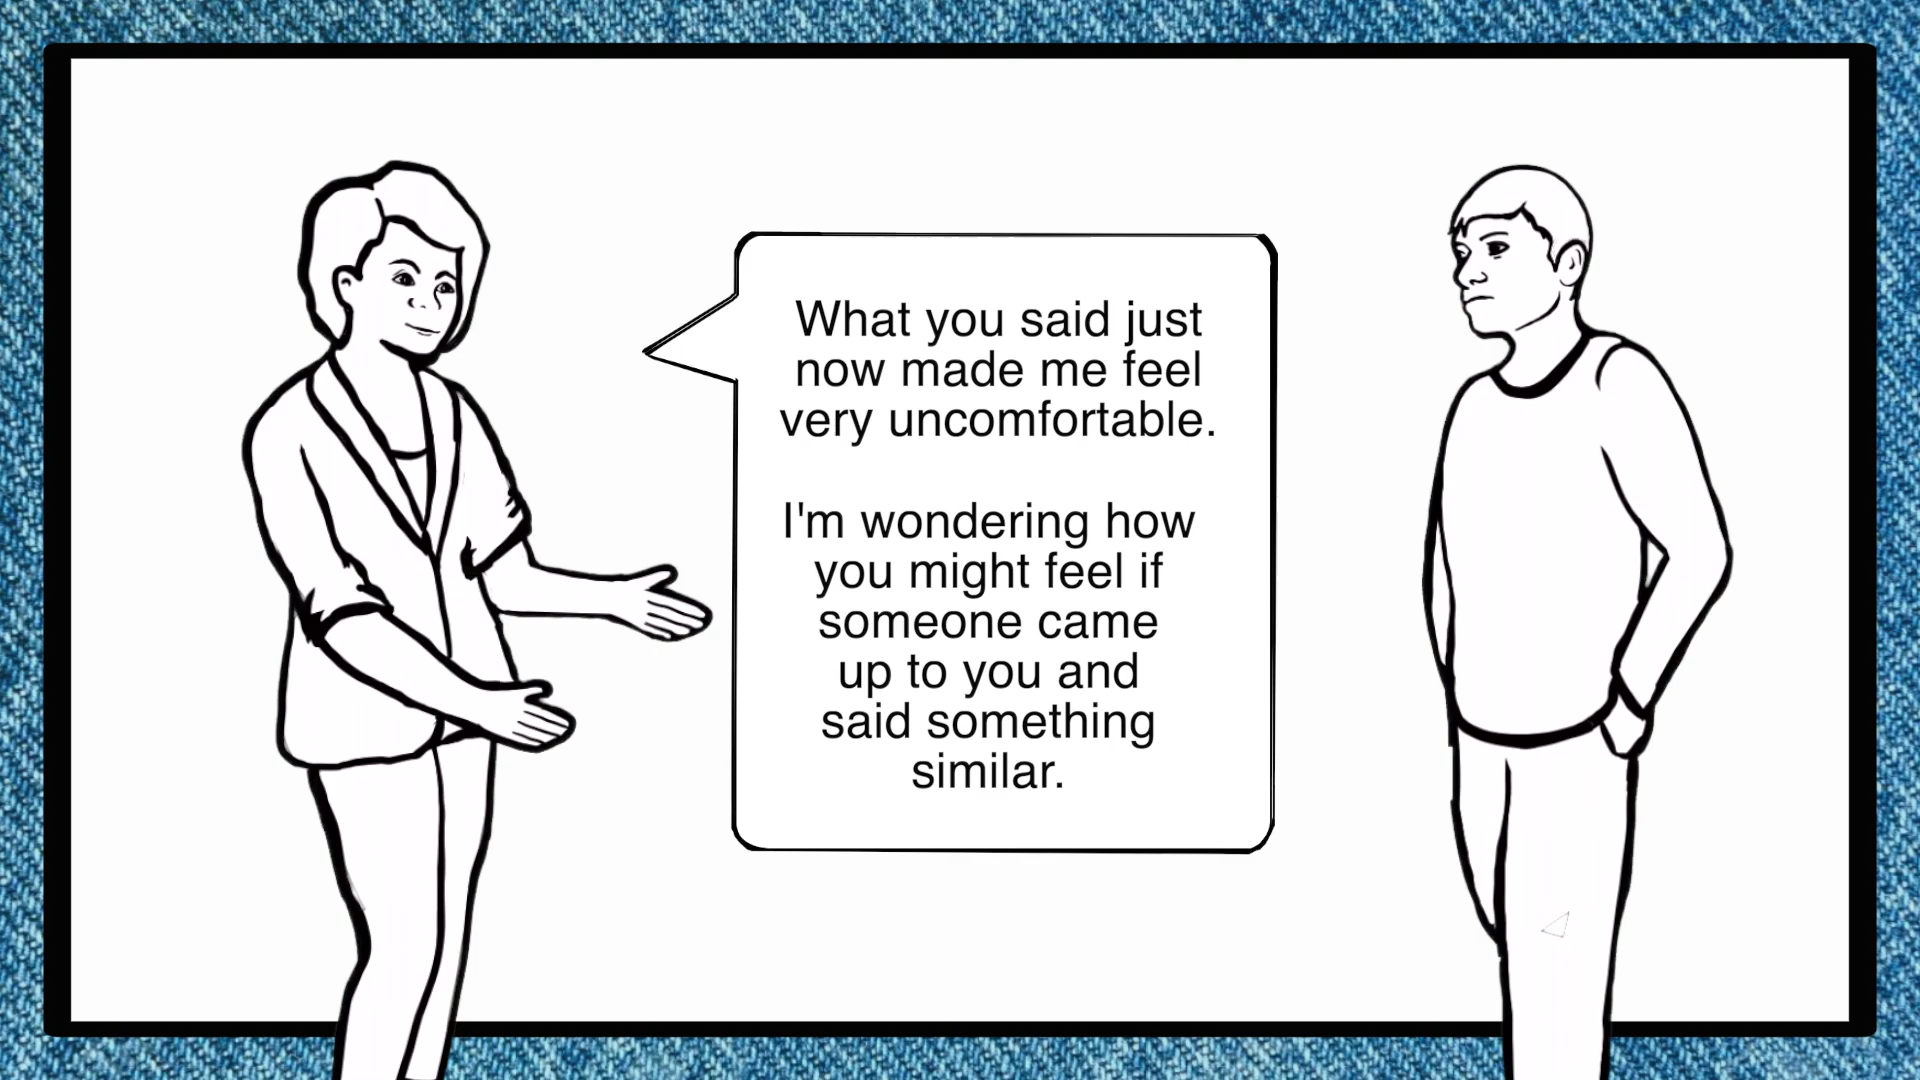 What you said just
now made me feel
very uncomfortable.
I'm wondering how
you might feel if
someone came
up to you and
said something
similar.